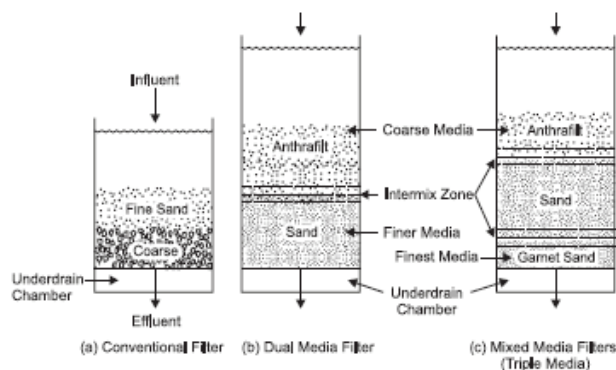 Influent
Fine Sand
Coarse
Underdrain
Chamber
Effluent
(a) Conventional Filter
Anthrafilt
Sand
(b) Dual Media Filter
Coarse Media
Intermix Zone
Finer Media
Finest Media
Underdrain
Chamber
Anthrafilt
Sand
Garnet Sand
(c) Mixed Media Filters
(Triple Media)